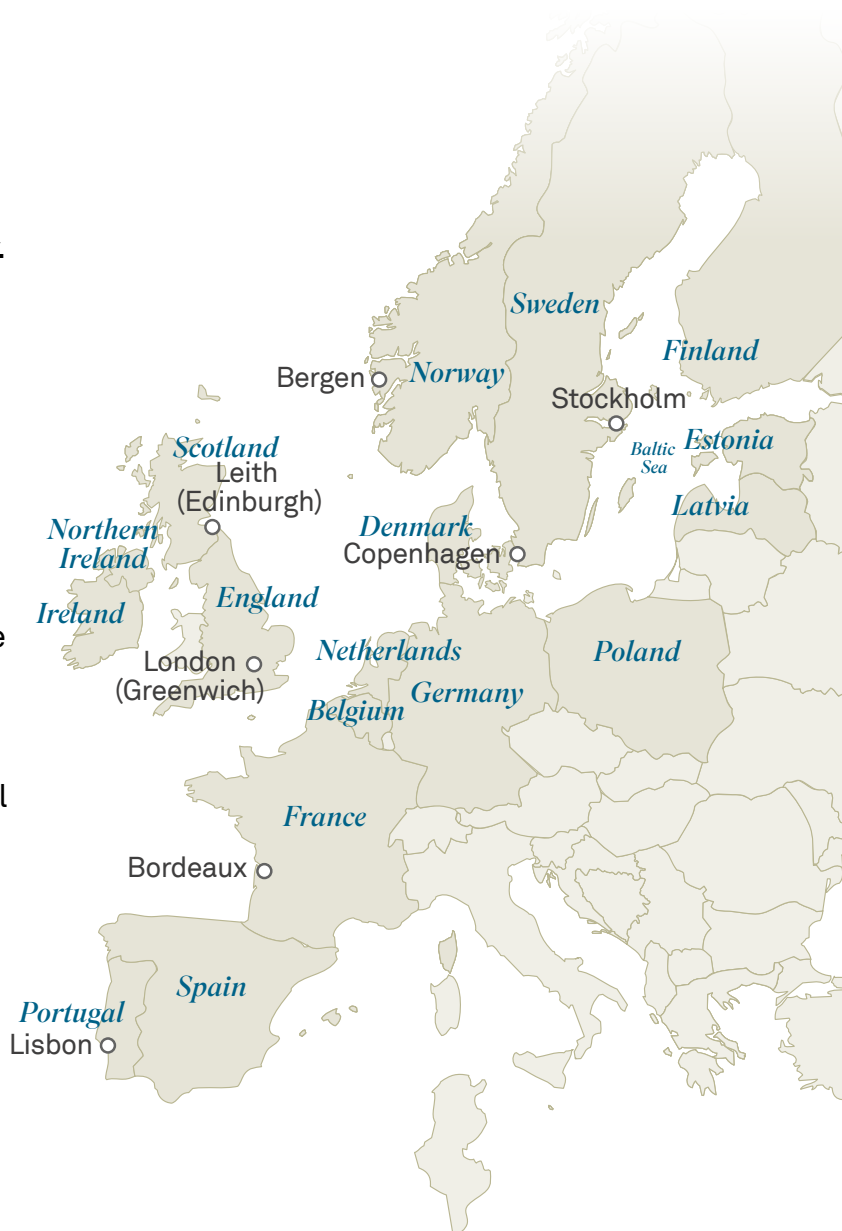 .
Sweden
Finland
Bergen
Norway
Stockholm
Scotland
Baltic
Sea
Estonia
Leith
(Edinburgh)
Latvia
Northern
Ireland
Denmark
Copenhagen
England
Ireland
e
Netherlands
Poland
London
(Greenwich)
Germany
Belgium
l
France
Bordeaux
Spain
Portugal
Lisbon